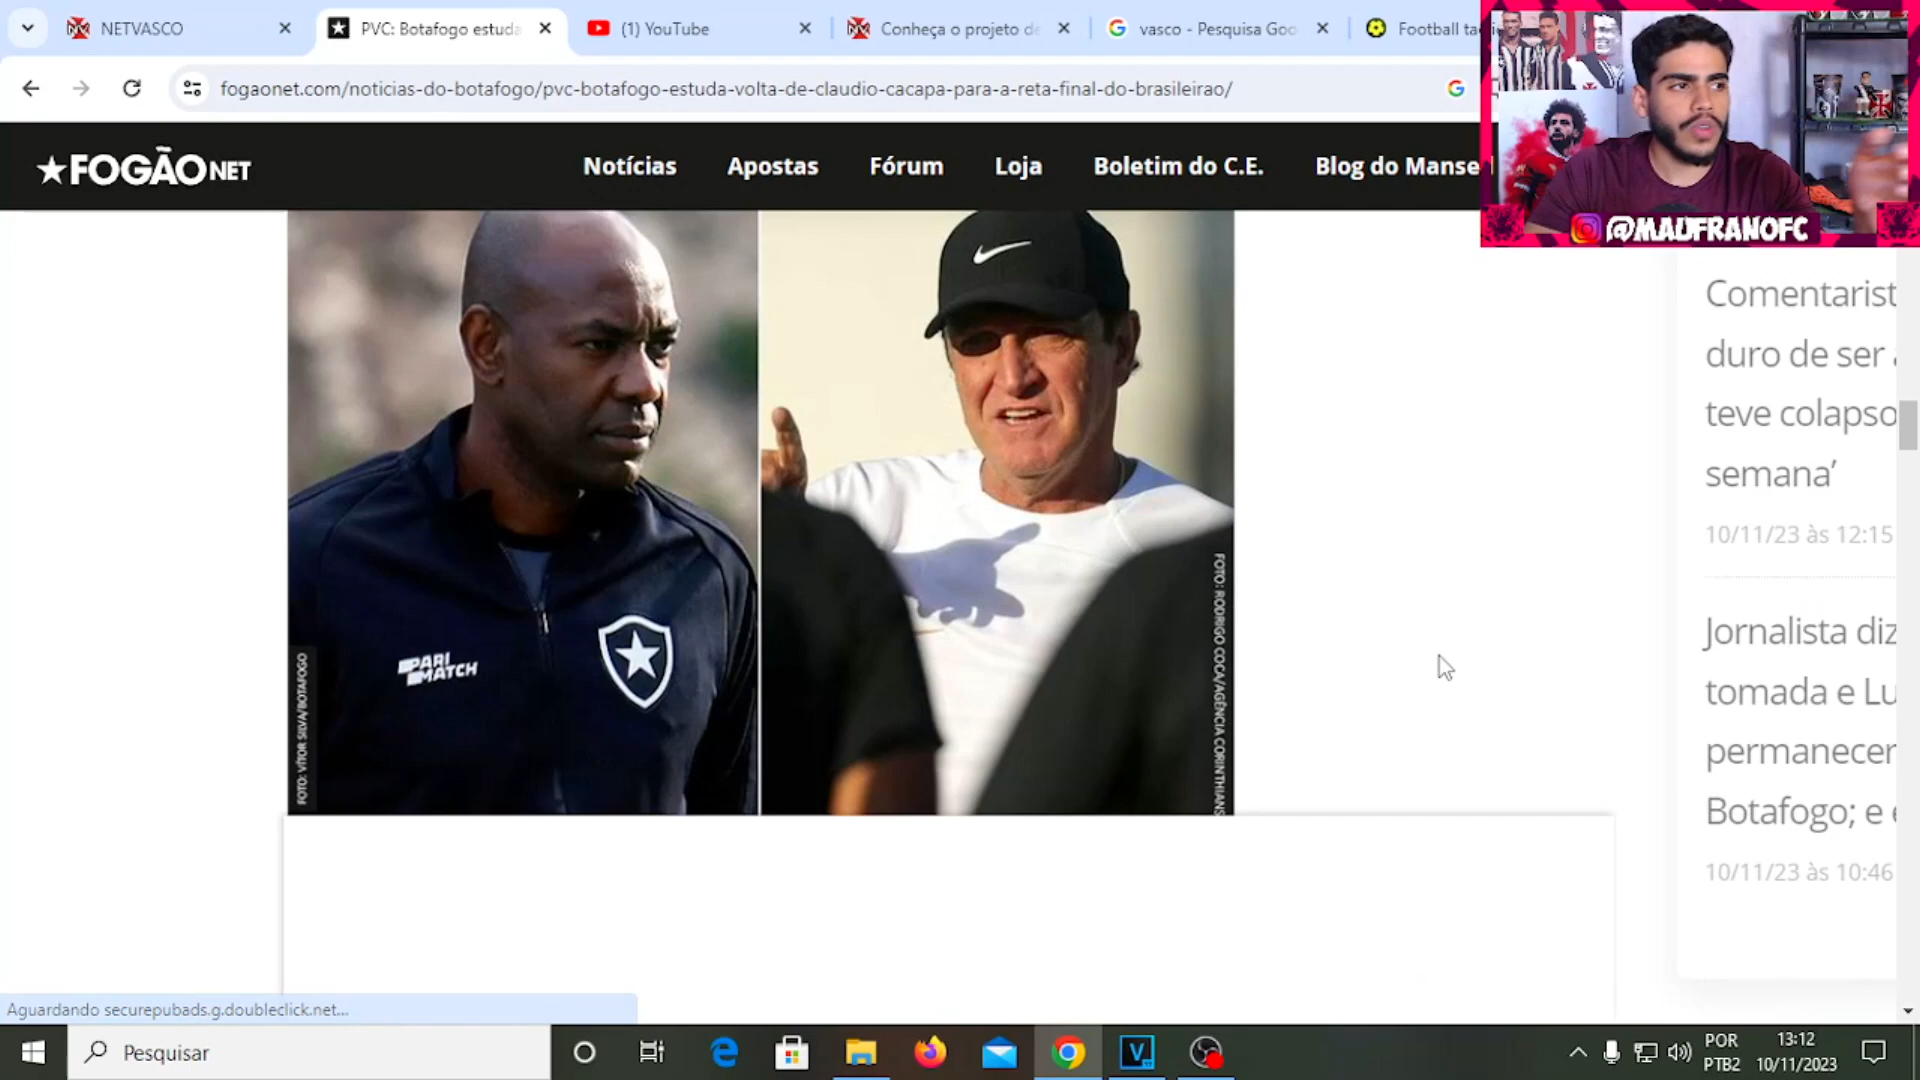 NETVASCO
PVC: Botafogo estuda
(1) YouTube
Conheça o projeto de
vasco - Pesquisa Goo
Football ta
fogaonet.com/noticias-do-botafogo/pvc-botafogo-estuda-volta-de-claudio-cacapa-para-a-reta-final-do-brasileirao/
@MAUFRANOFC
FOGÃO NET
Notícias
Apostas
Fórum
Loja
Boletim do C.E.
Blog do Manse
PARI
MATCH
FOTO: VÍTOR SILVA/BOTAFOGO
FOTO: RODRIGO COCA/AGÊNCIA CORINTHIANS
Comentarist
duro de ser
teve colapso
semana’
10/11/23 às 12:15
Jornalista diz
tomada e Lu
permanecer
Botafogo; e
10/11/23 às 10:46
Aguardando securepubads.g.doubleclick.net...
Pesquisar
POR
PTB2
13:12
10/11/2023